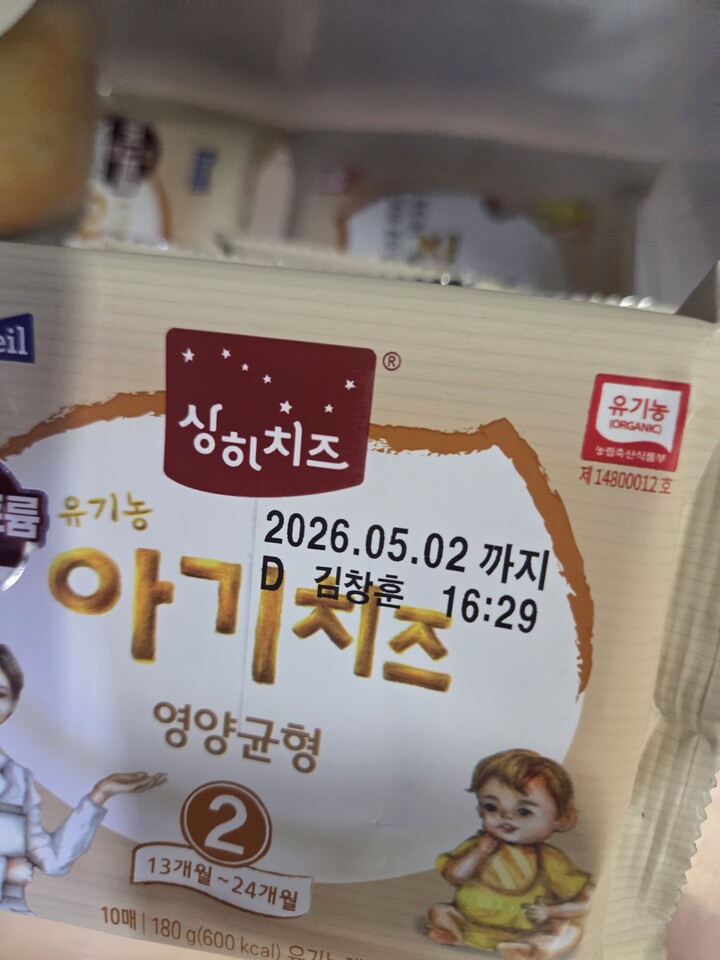 eil
상하치즈
®
유기농
(ORGANIC)
농림축산식품부
제 14800012 호
륨
유기농
2026.05.02 까지
D 김창훈 16:29
아기치즈
영양균형
2
13개월~24개월
10매 | 180 g(600 kcal)